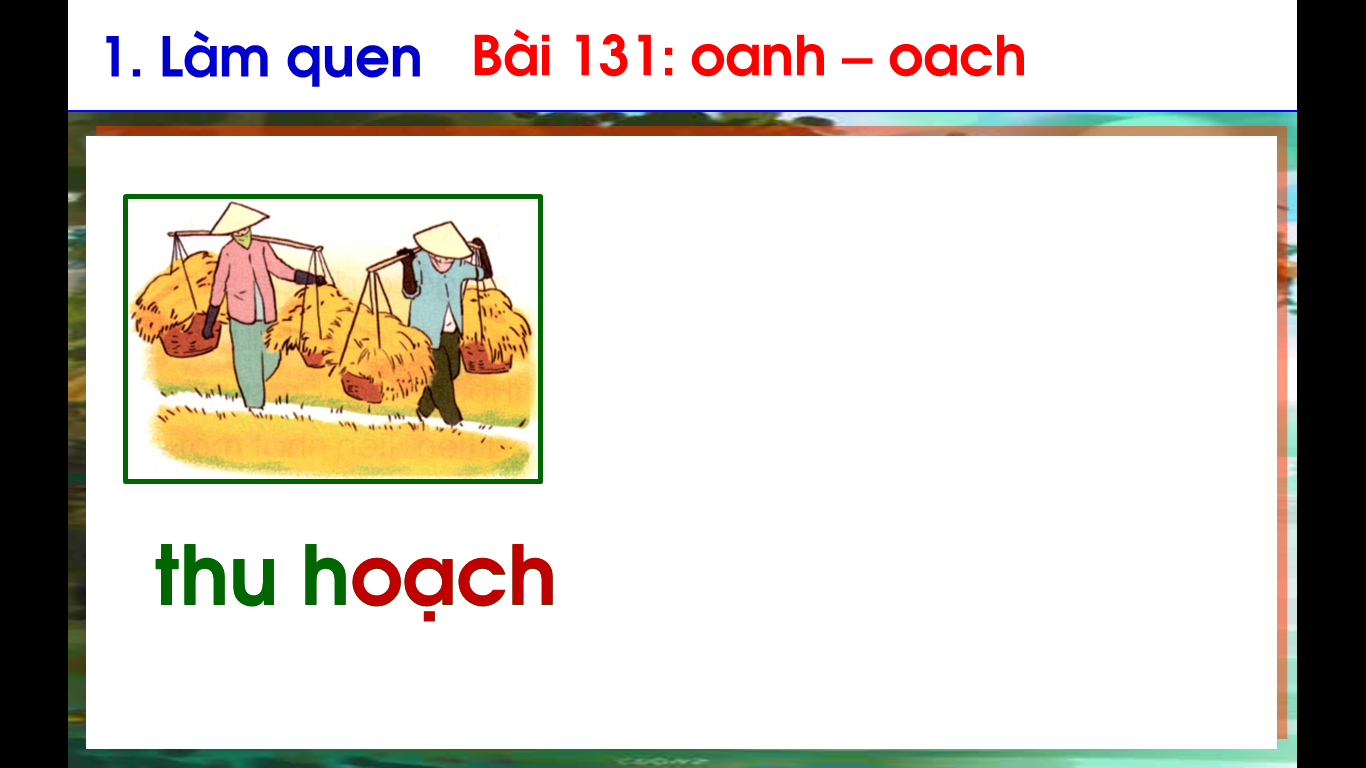 1. Làm quen Bài 131: oanh – oach
thu hoạch